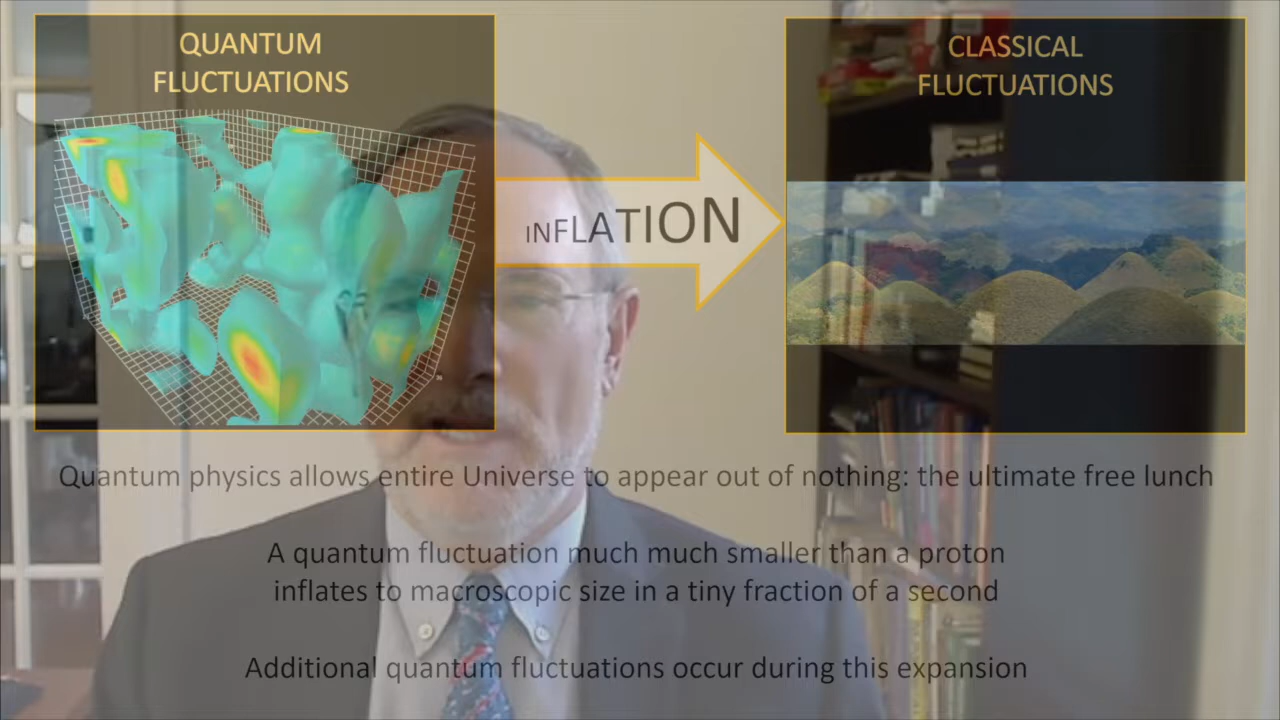 QUANTUM
FLUCTUATIONS
INFLATION
CLASSICAL
FLUCTUATIONS
Quantum physics allows entire Universe to appear out of nothing: the ultimate free lunch
A quantum fluctuation much much smaller than a proton
inflates to macroscopic size in a tiny fraction of a second
Additional quantum fluctuations occur during this expansion